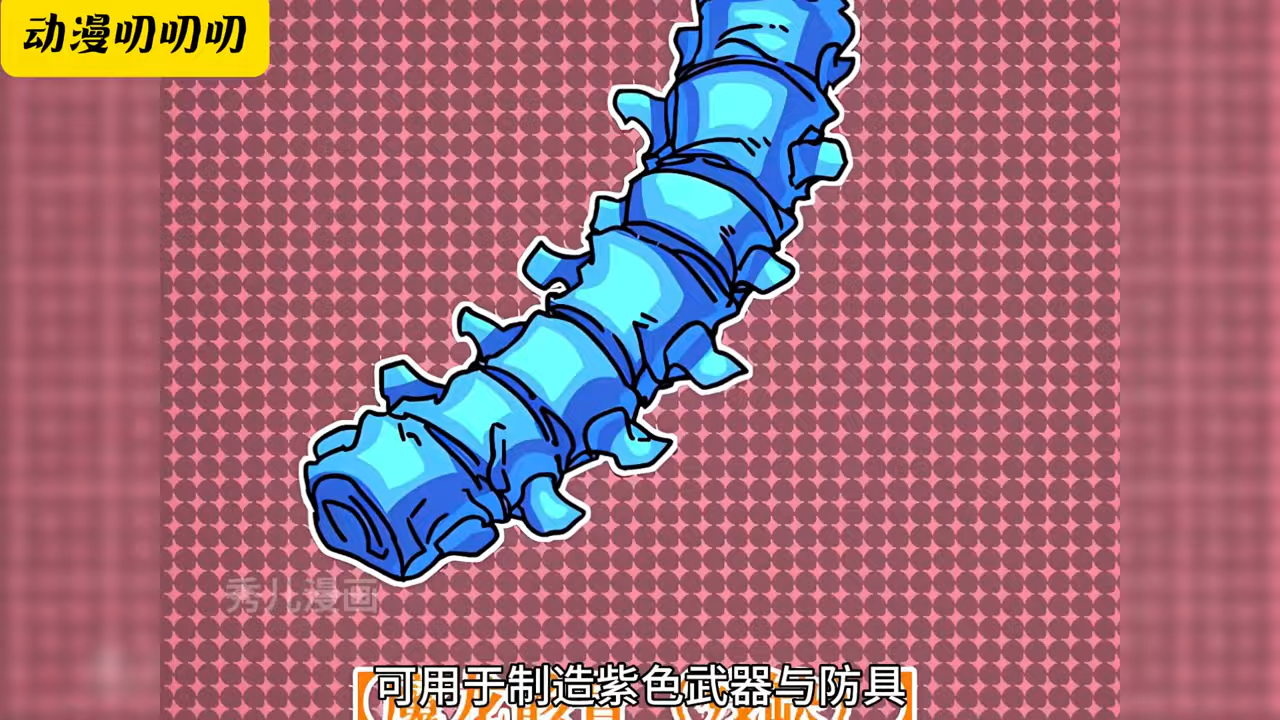 动漫叨叨叨
秀儿漫画
可用于制造紫色武器与防具